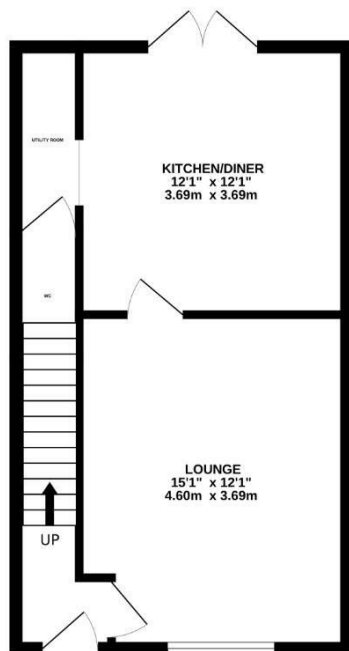 UTILITY ROOM
KITCHEN/DINER
12'1" x 12'1"
3.69m x 3.69m
WC
LOUNGE
15'1" x 12'1"
4.60m x 3.69m
UP